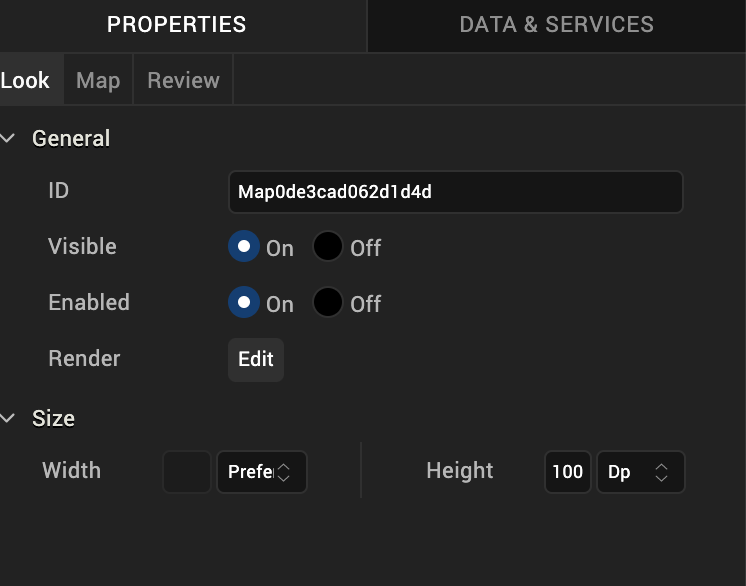 PROPERTIES DATA & SERVICES
Look Map Review
General
ID Map0de3cad062d1d4d
Visible On Off
Enabled On Off
Render Edit
Size
Width Prefe Height 100 Dp